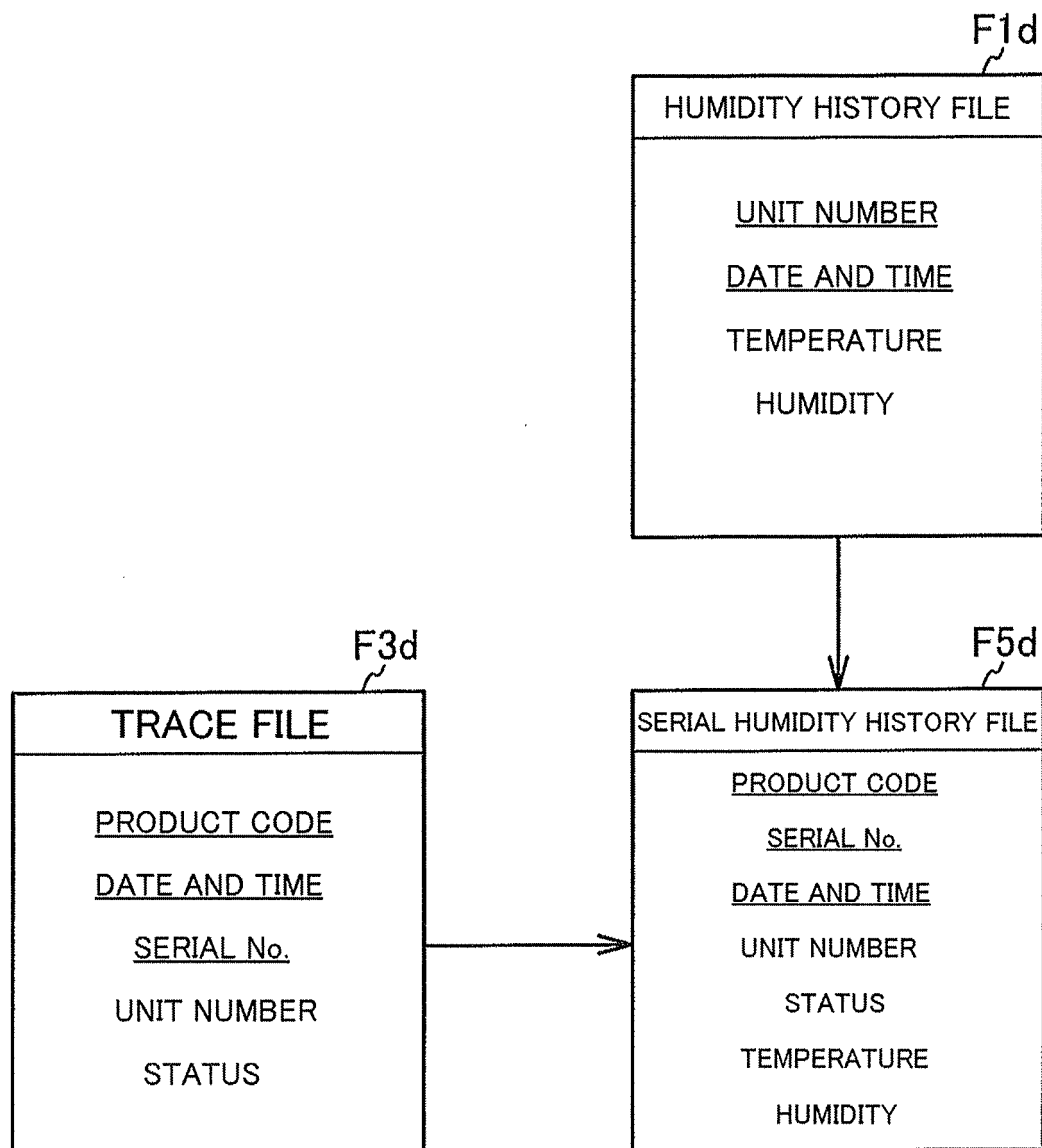 F1d
HUMIDITY HISTORY FILE
UNIT NUMBER
DATE AND TIME
TEMPERATURE
HUMIDITY
F3d
TRACE FILE
PRODUCT CODE
DATE AND TIME
SERIAL No.
UNIT NUMBER
STATUS
F5d
SERIAL HUMIDITY HISTORY FILE
PRODUCT CODE
SERIAL No.
DATE AND TIME
UNIT NUMBER
STATUS
TEMPERATURE
HUMIDITY